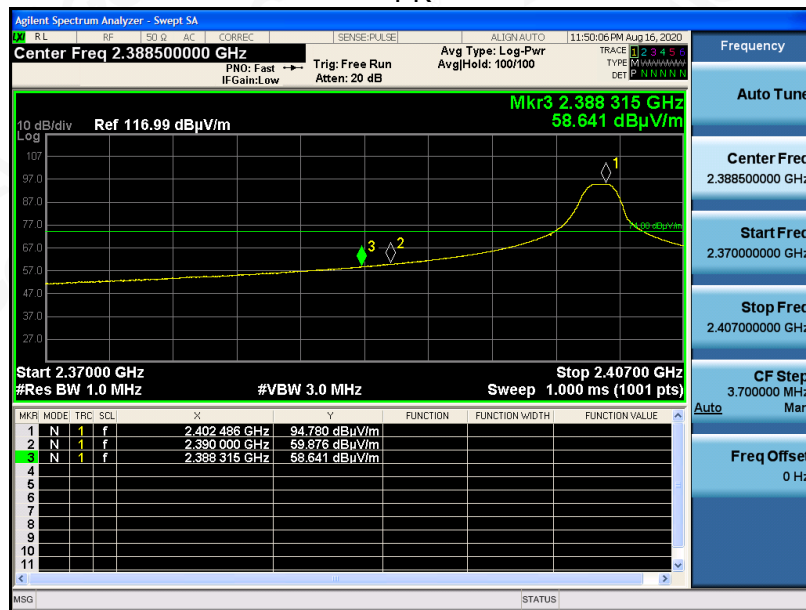 PK
Agilent Spectrum Analyzer - Swept SA
LXI RL RF 50 Ω AC CORREC SENSE:PULSE ALIGN AUTO 11:50:06 PM Aug 16, 2020
Center Freq 2.388500000 GHz
PNO: Fast
IFGain:Low
Trig: Free Run
Atten: 20 dB
Avg Type: Log-Pwr
Avg|Hold: 100/100
TRACE 1 2 3 4 5 6
TYPE M WWWWW
DET P N N N N N
Mkr3 2.388 315 GHz
58.641 dBµV/m
10 dB/div Ref 116.99 dBµV/m
Log
107
97.0
87.0
77.0
67.0
57.0
47.0
37.0
27.0
1
2
3
Start 2.37000 GHz Stop 2.40700 GHz
#Res BW 1.0 MHz #VBW 3.0 MHz Sweep 1.000 ms (1001 pts)
MKR MODE TRC SCL X Y FUNCTION FUNCTION WIDTH FUNCTION VALUE
1 N 1 f 2.402 486 GHz 94.780 dBµV/m
2 N 1 f 2.390 000 GHz 59.876 dBµV/m
3 N 1 f 2.388 315 GHz 58.641 dBµV/m
4
5
6
7
8
9
10
11
MSG STATUS
Frequency
Auto Tune
Center Freq
2.388500000 GHz
Start Freq
2.370000000 GHz
Stop Freq
2.407000000 GHz
CF Step
3.700000 MHz
Auto Man
Freq Offset
0 Hz